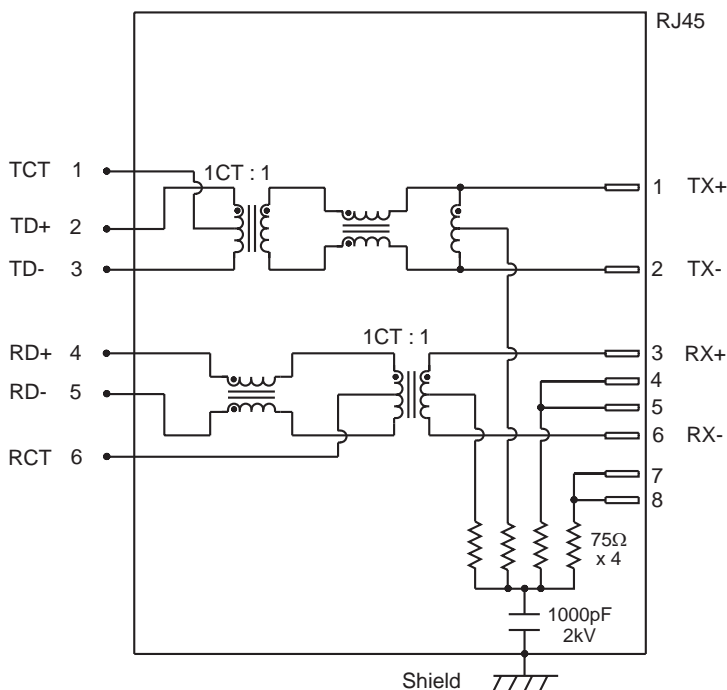 RJ45
TCT 1
1CT : 1
1 TX+
TD+ 2
TD- 3
2 TX-
1CT : 1
RD+ 4
3 RX+
4
RD- 5
5
RCT 6
6 RX-
7
8
75Ω
x 4
1000pF
2kV
Shield